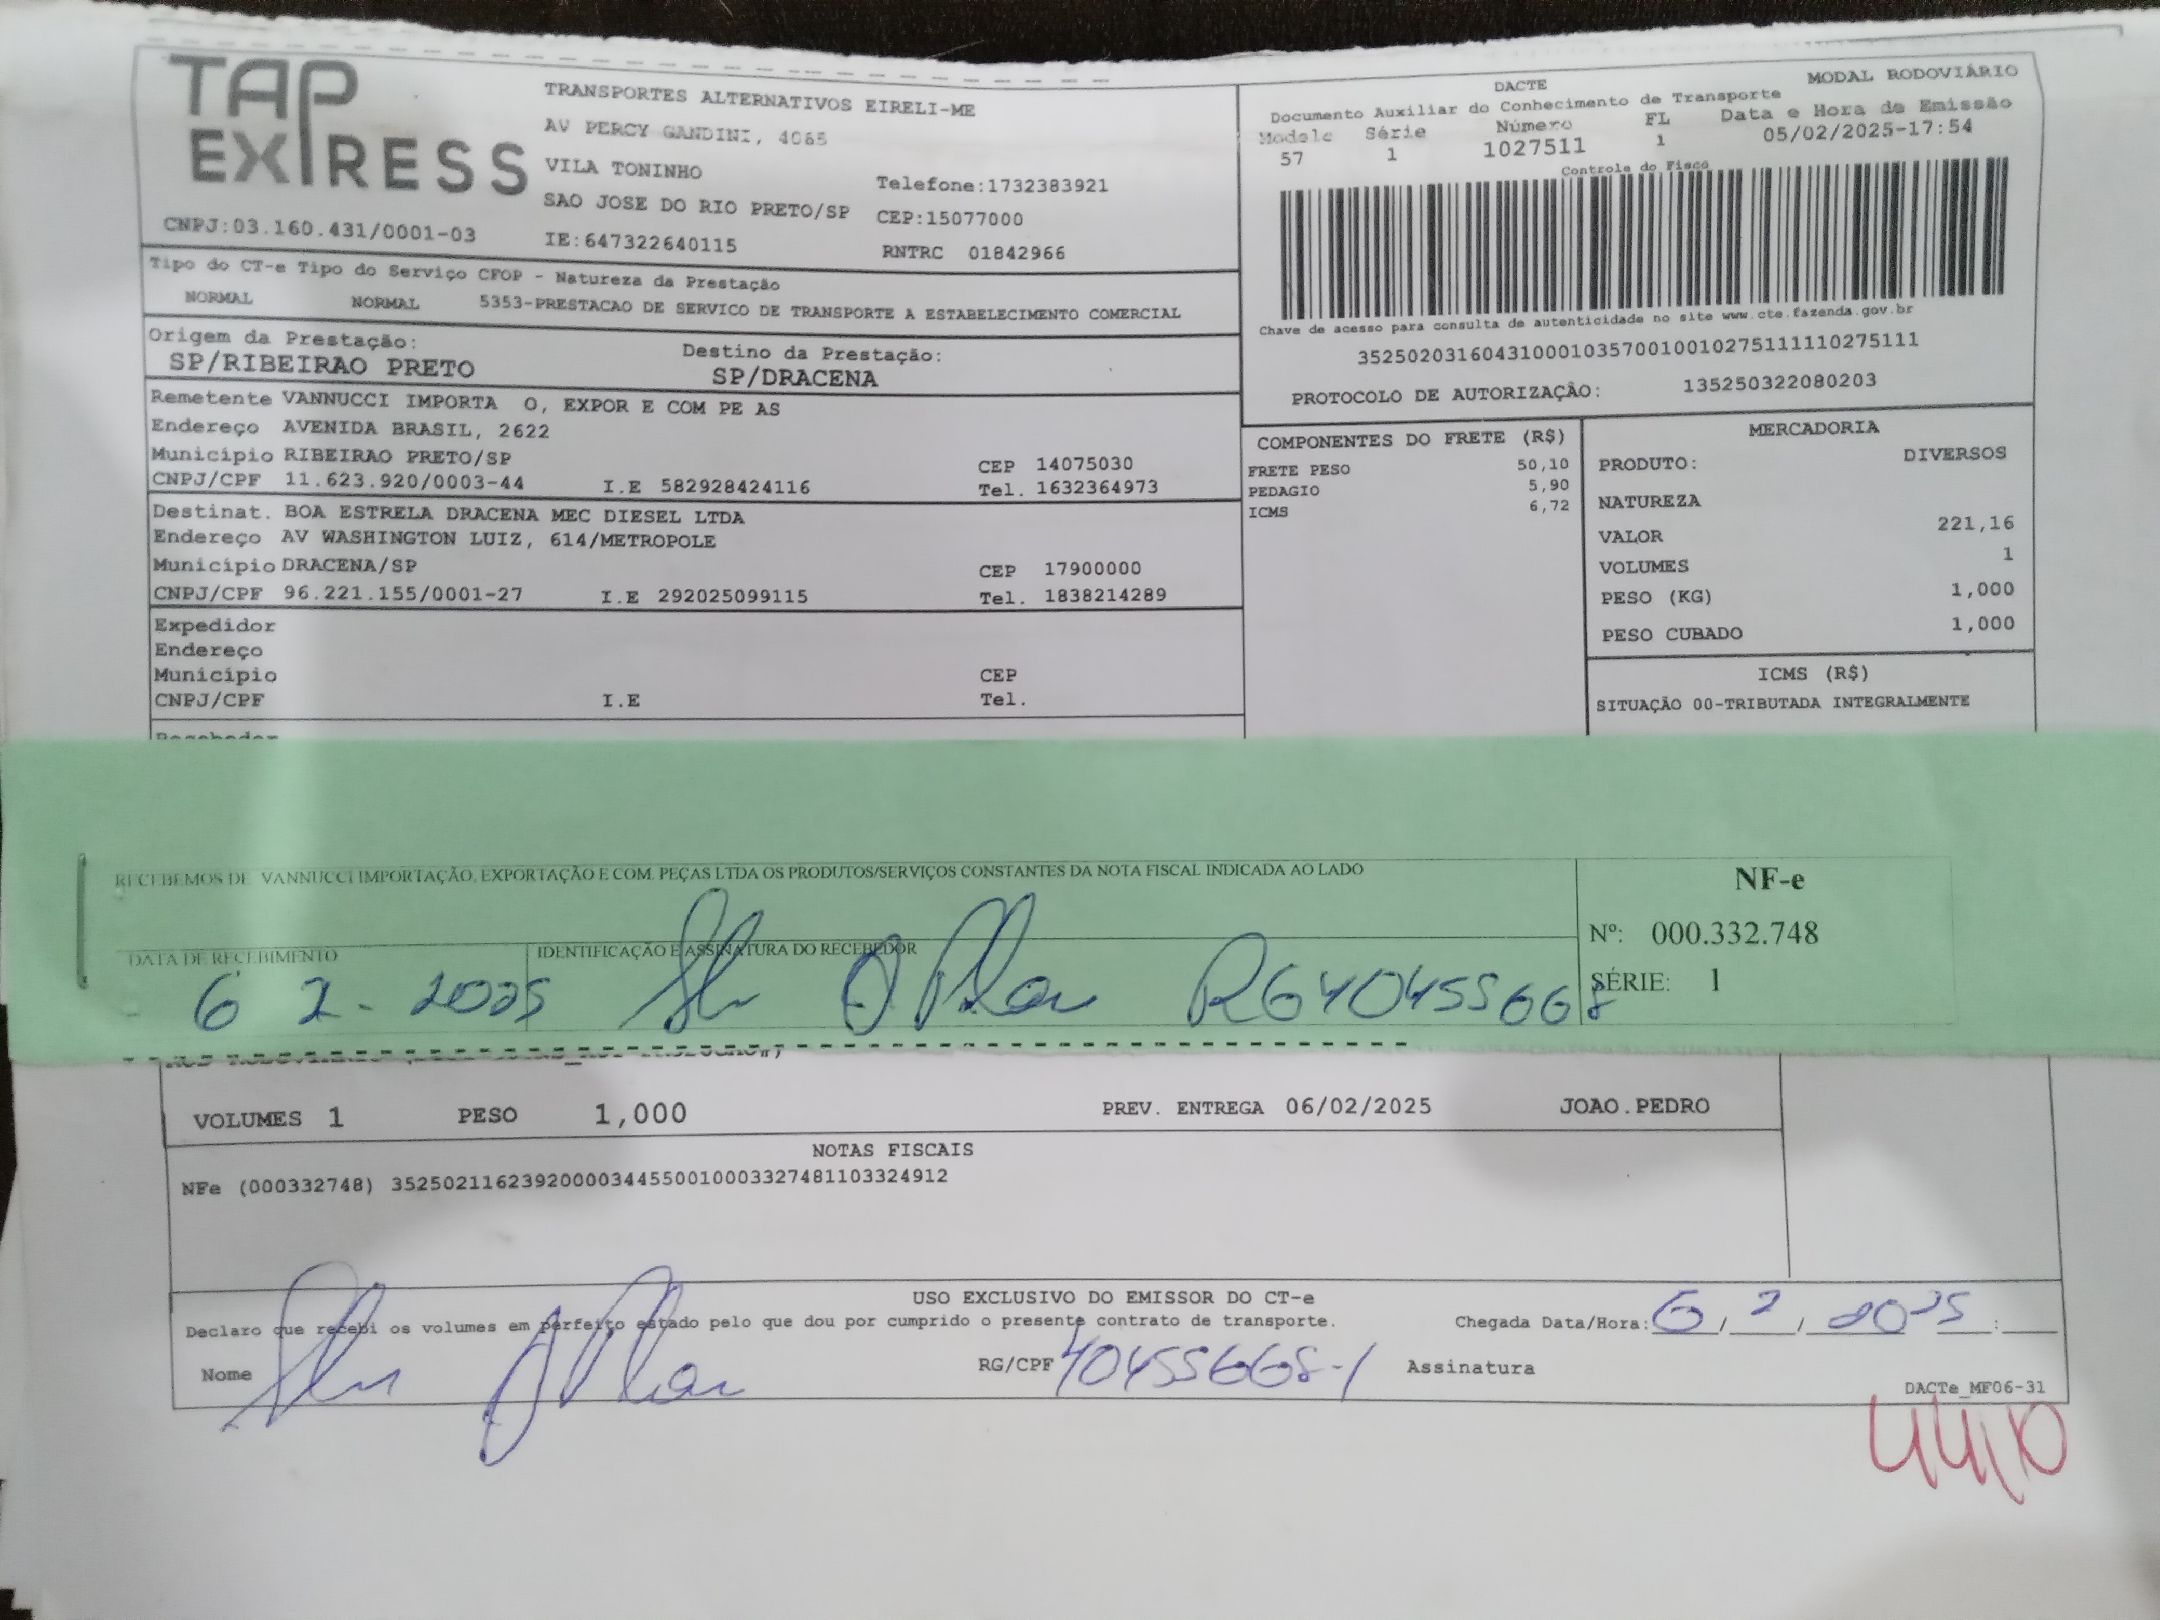 TAP EXPRESS
TRANSPORTES ALTERNATIVOS EIRELI-ME
AV PERCY GANDINI, 4065
VILA TONINHO
Telefone:1732383921
SAO JOSE DO RIO PRETO/SP CEP:15077000
CNPJ:03.160.431/0001-03 IE:647322640115 RNTRC 01842966
DACTE MODAL RODOVIÁRIO
Documento Auxiliar do Conhecimento de Transporte
Modelo Série Número FL Data e Hora de Emissão
57 1 1027511 1 05/02/2025-17:54
Controle do Fisco
Chave de acesso para consulta de autenticidade no site www.cte.fazenda.gov.br
35250203160431000103570010010275111110275111
PROTOCOLO DE AUTORIZAÇÃO: 135250322080203
Tipo do CT-e Tipo do Serviço CFOP - Natureza da Prestação
NORMAL NORMAL 5353-PRESTACAO DE SERVICO DE TRANSPORTE A ESTABELECIMENTO COMERCIAL
Origem da Prestação: Destino da Prestação:
SP/RIBEIRAO PRETO SP/DRACENA
Remetente VANNUCCI IMPORTA O, EXPOR E COM PE AS
Endereço AVENIDA BRASIL, 2622
Município RIBEIRAO PRETO/SP CEP 14075030
CNPJ/CPF 11.623.920/0003-44 I.E 582928424116 Tel. 1632364973
Destinat. BOA ESTRELA DRACENA MEC DIESEL LTDA
Endereço AV WASHINGTON LUIZ, 614/METROPOLE
Município DRACENA/SP CEP 17900000
CNPJ/CPF 96.221.155/0001-27 I.E 292025099115 Tel. 1838214289
Expedidor
Endereço
Município CEP
CNPJ/CPF I.E Tel.
COMPONENTES DO FRETE (R$)
FRETE PESO 50,10
PEDAGIO 5,90
ICMS 6,72
MERCADORIA
PRODUTO: DIVERSOS
NATUREZA
VALOR 221,16
VOLUMES 1
PESO (KG) 1,000
PESO CUBADO 1,000
ICMS (R$)
SITUAÇÃO 00-TRIBUTADA INTEGRALMENTE
RECEBEMOS DE VANNUCCI IMPORTAÇÃO, EXPORTAÇÃO E COM. PEÇAS LTDA OS PRODUTOS/SERVIÇOS CONSTANTES DA NOTA FISCAL INDICADA AO LADO
DATA DE RECEBIMENTO IDENTIFICAÇÃO E ASSINATURA DO RECEBEDOR
6 2 - 2025 RG 404556668
NF-e
Nº: 000.332.748
SÉRIE: 1
VOLUMES 1 PESO 1,000 PREV. ENTREGA 06/02/2025 JOAO.PEDRO
NOTAS FISCAIS
NFe (000332748) 35250211623920000344550010003327481103324912
USO EXCLUSIVO DO EMISSOR DO CT-e
Declaro que recebi os volumes em perfeito estado pelo que dou por cumprido o presente contrato de transporte. Chegada Data/Hora: 6 / 2 / 2025 :
Nome RG/CPF 40455668-1 Assinatura
DACTe_MF06-31